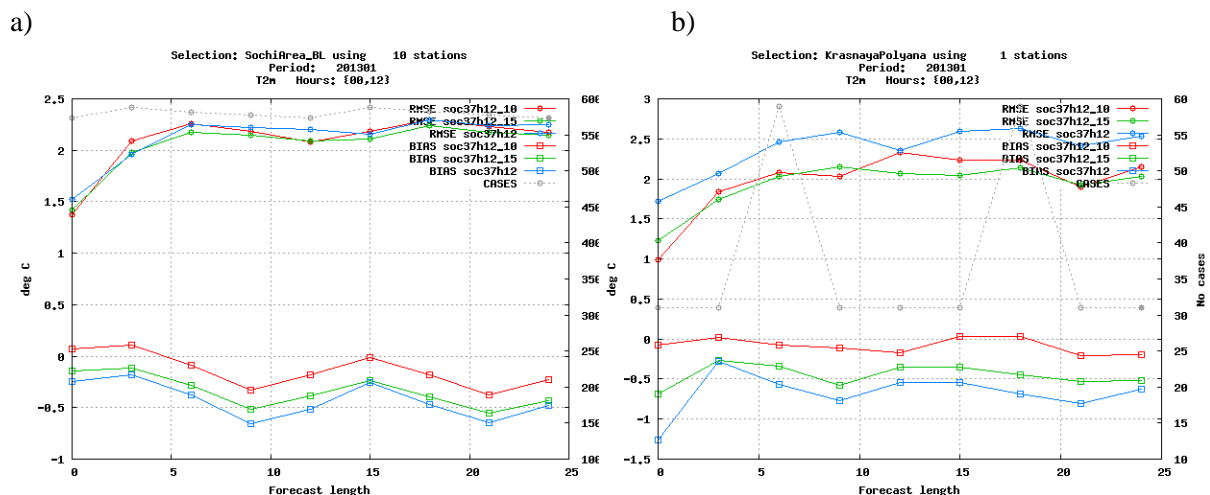 a)
b)
Selection: SochiArea_BL using 10 stations
Period: 201301
T2m Hours: {00,12}
2.5
2
1.5
1
0.5
0
-0.5
-1
deg C
RMSE soc37h12_10
RMSE soc37h12_15
RMSE soc37h12
BIAS soc37h12_10
BIAS soc37h12_15
BIAS soc37h12
CASES
600
550
500
450
400
350
300
250
200
150
100
0 5 10 15 20 25
Forecast length
Selection: KrasnayaPolyana using 1 stations
Period: 201301
T2m Hours: {00,12}
3
2.5
2
1.5
1
0.5
0
-0.5
-1
-1.5
deg C
RMSE soc37h12_10
RMSE soc37h12_15
RMSE soc37h12
BIAS soc37h12_10
BIAS soc37h12_15
BIAS soc37h12
CASES
60
55
50
45
40
35
30
25
20
15
10
No cases
0 5 10 15 20 25
Forecast length